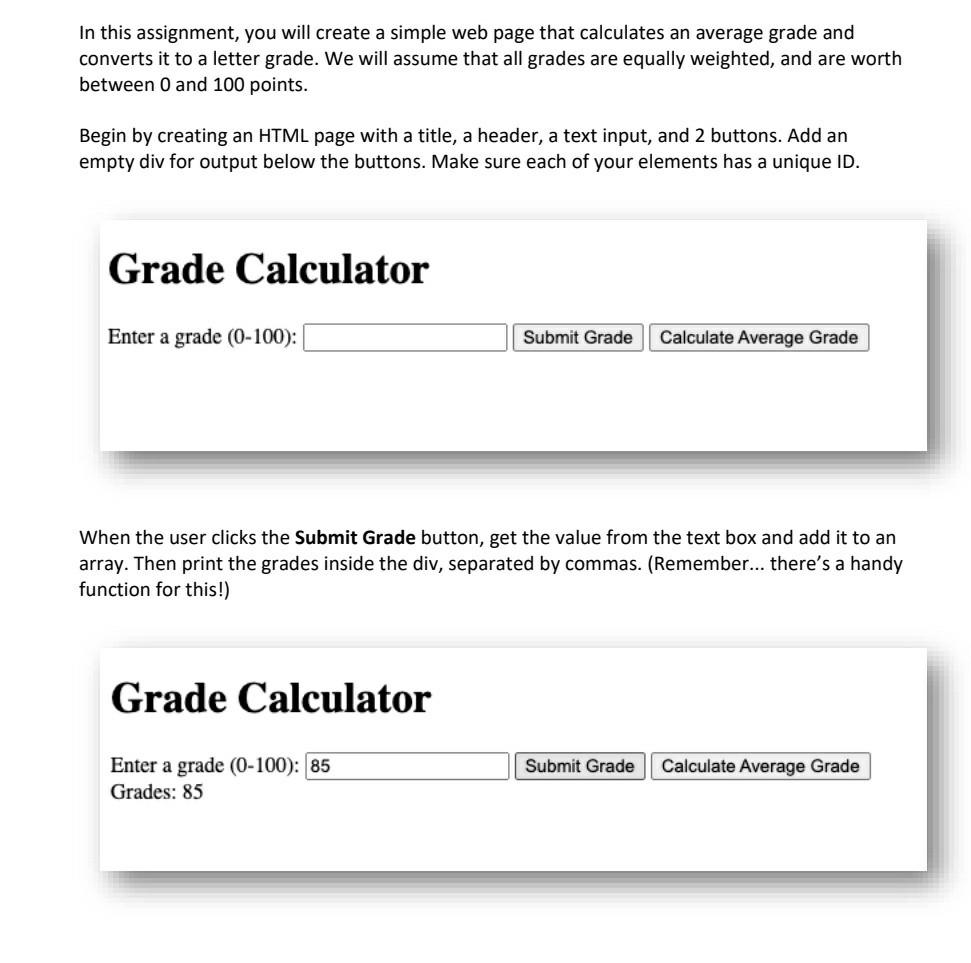 In this assignment, you will create a simple web page that calculates an average grade and
converts it to a letter grade. We will assume that all grades are equally weighted, and are worth
between 0 and 100 points.
Begin by creating an HTML page with a title, a header, a text input, and 2 buttons. Add an
empty div for output below the buttons. Make sure each of your elements has a unique ID.
Grade Calculator
Enter a grade (0-100): Submit Grade Calculate Average Grade
When the user clicks the Submit Grade button, get the value from the text box and add it to an
array. Then print the grades inside the div, separated by commas. (Remember... there’s a handy
function for this!)
Grade Calculator
Enter a grade (0-100): 85 Submit Grade Calculate Average Grade
Grades: 85